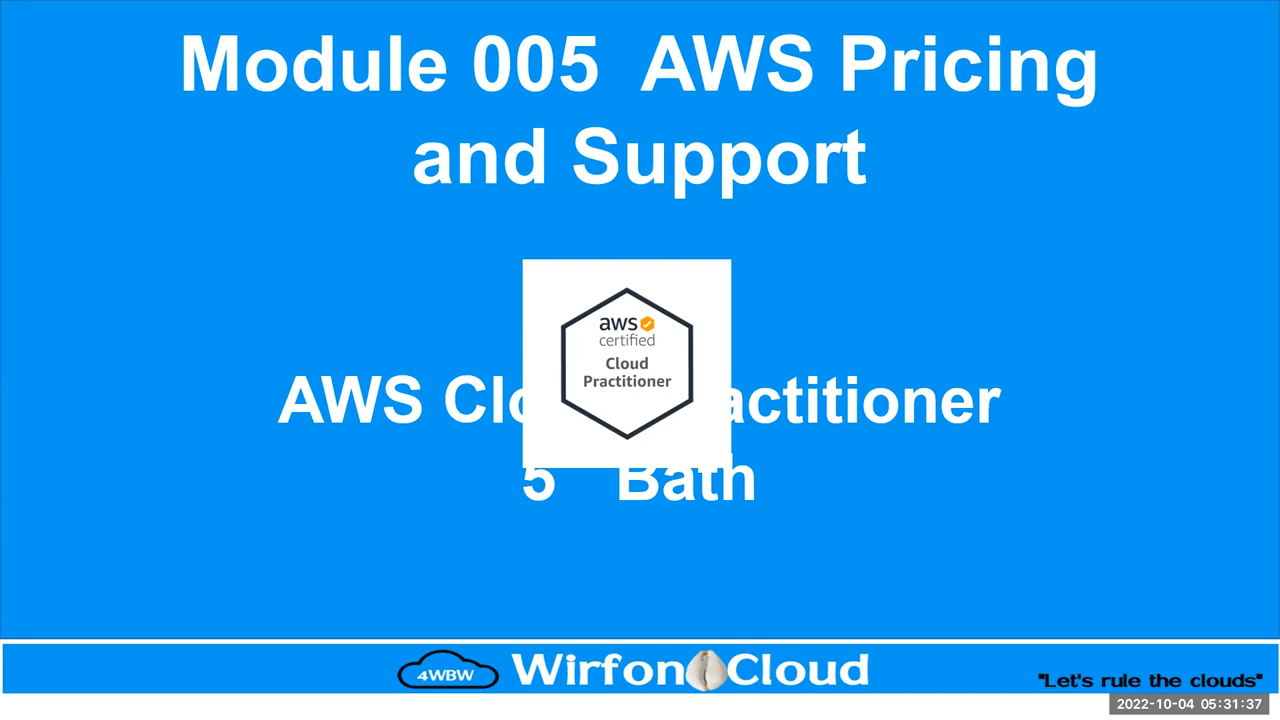 Module 005 AWS Pricing
and Support
aws
certified
Cloud
Practitioner
AWS Clo actitioner
5 Bath
4WBW Wirfon Cloud
"Let's rule the clouds"
2022-10-04 05:31:37